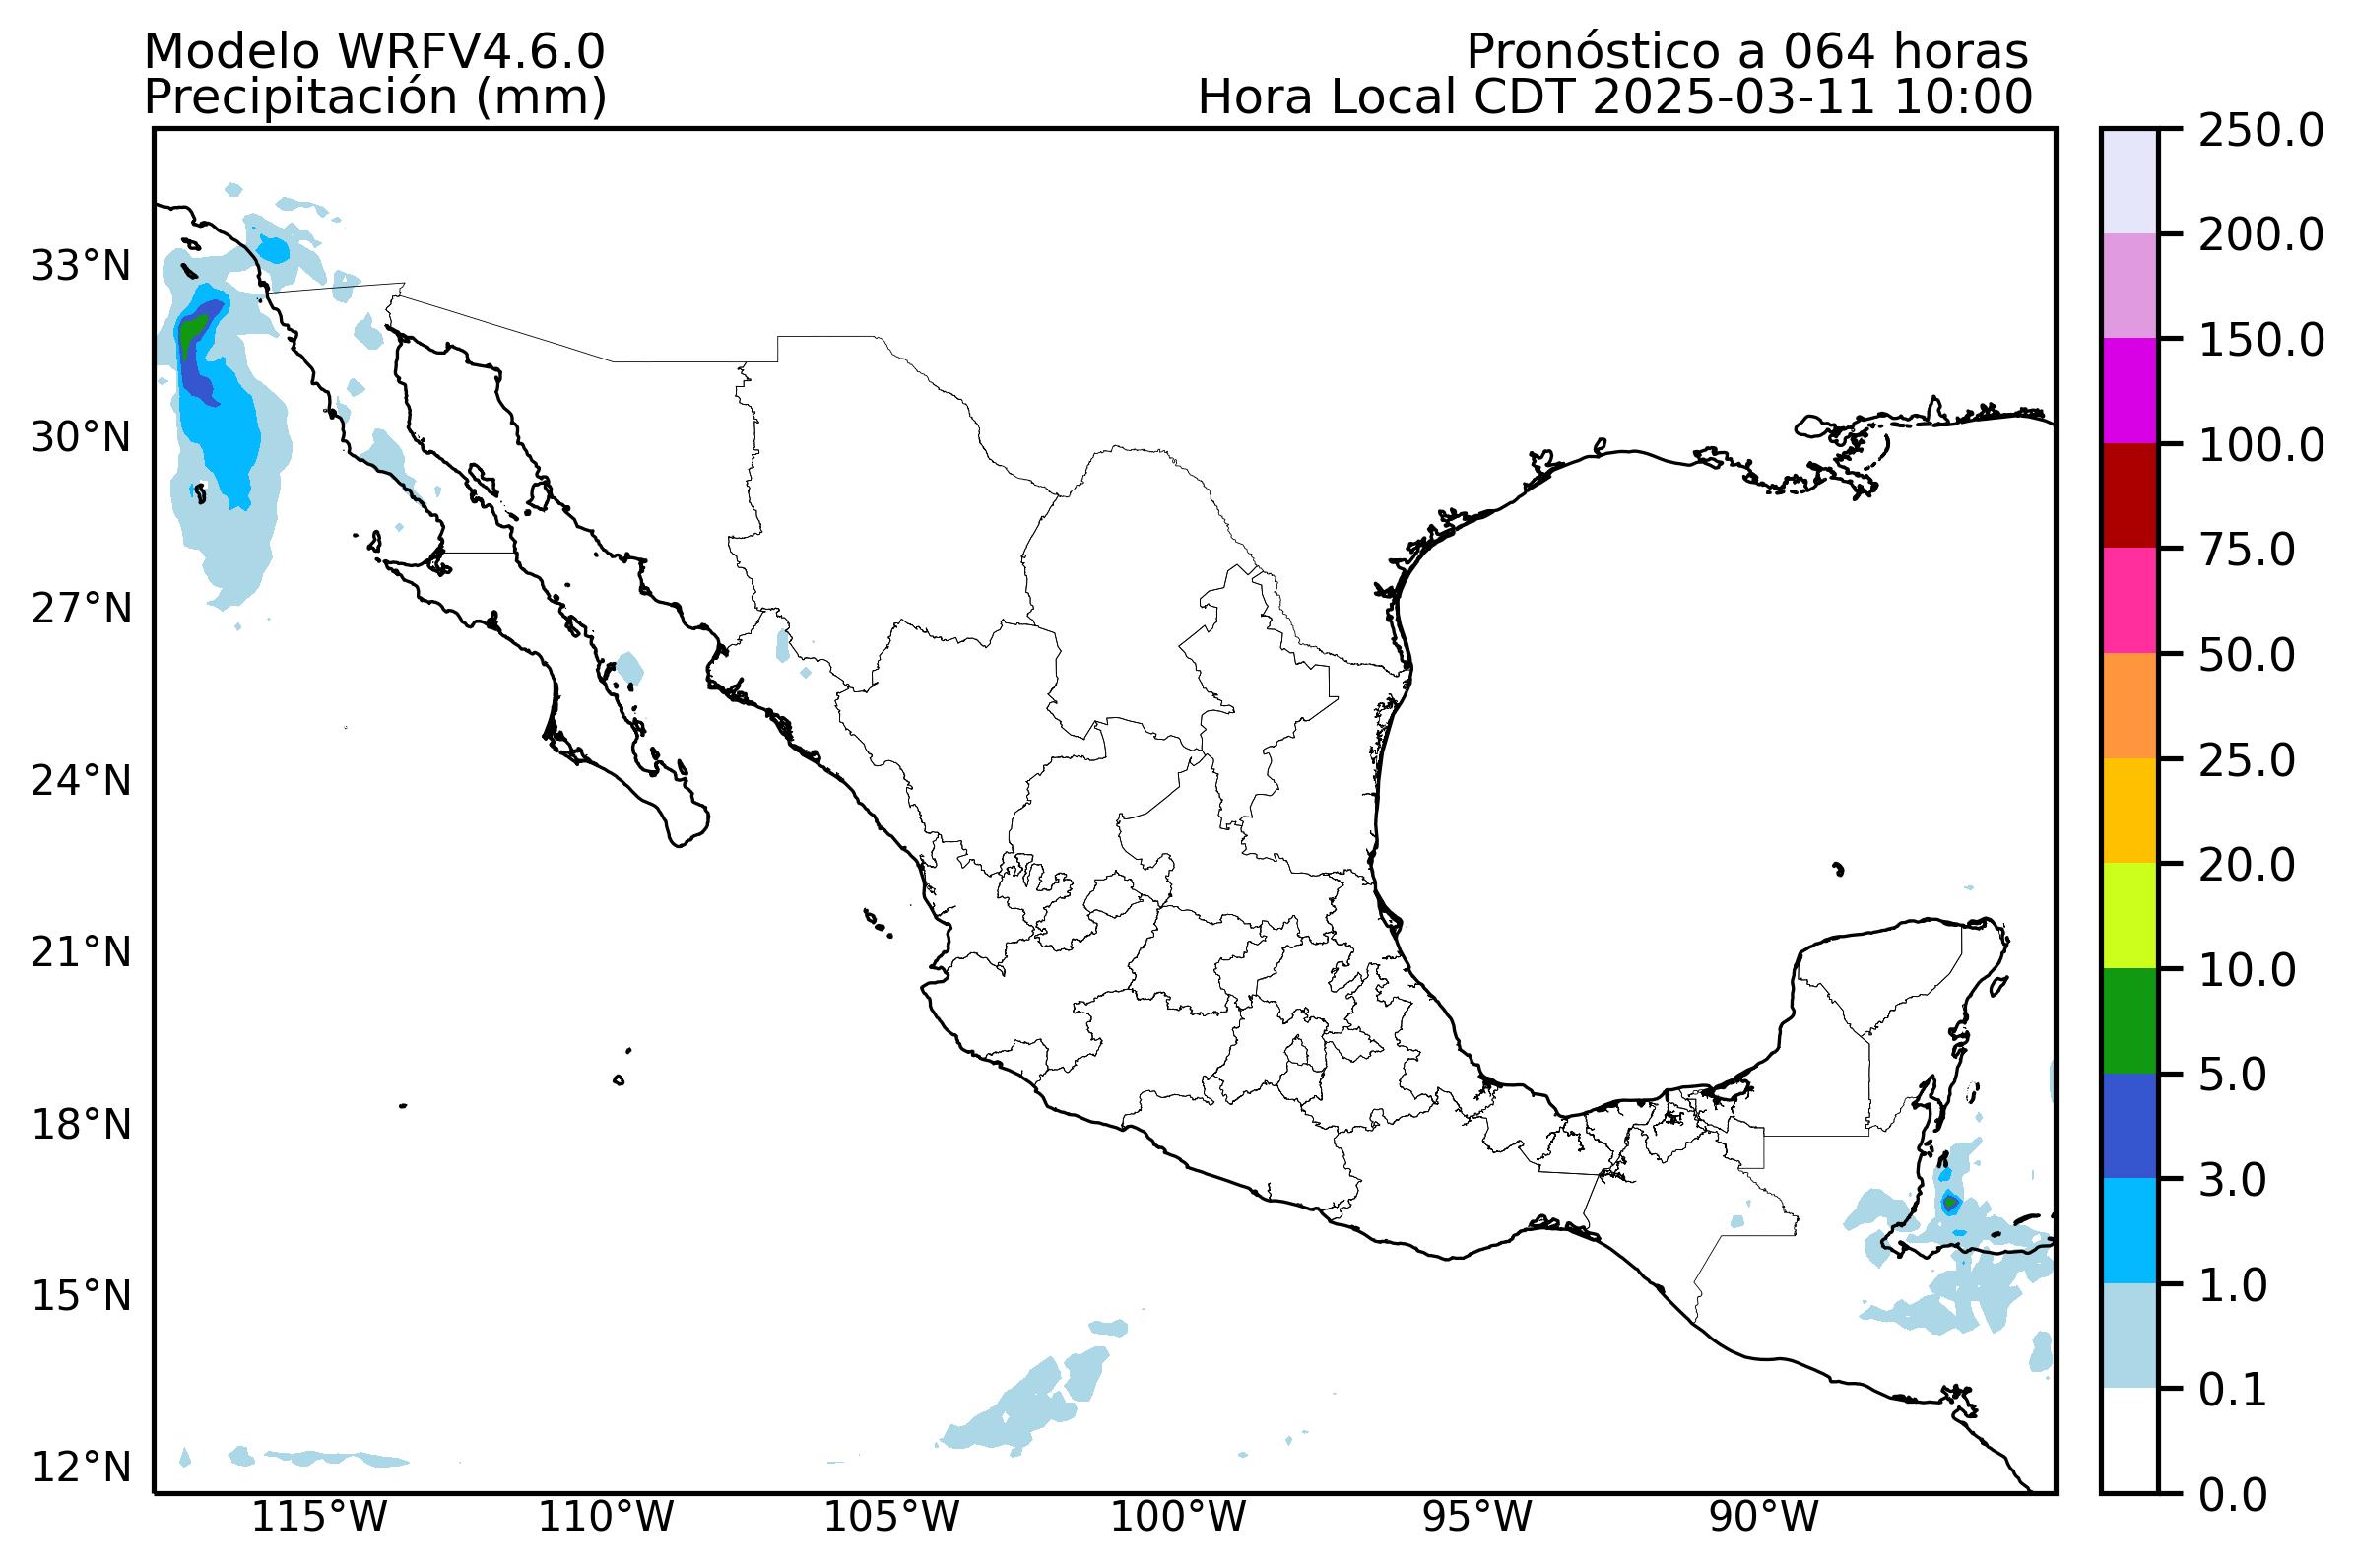 Modelo WRFV4.6.0
Precipitación (mm)
Pronóstico a 064 horas
Hora Local CDT 2025-03-11 10:00
33°N
30°N
27°N
24°N
21°N
18°N
15°N
12°N
115°W
110°W
105°W
100°W
95°W
90°W
250.0
200.0
150.0
100.0
75.0
50.0
25.0
20.0
10.0
5.0
3.0
1.0
0.1
0.0